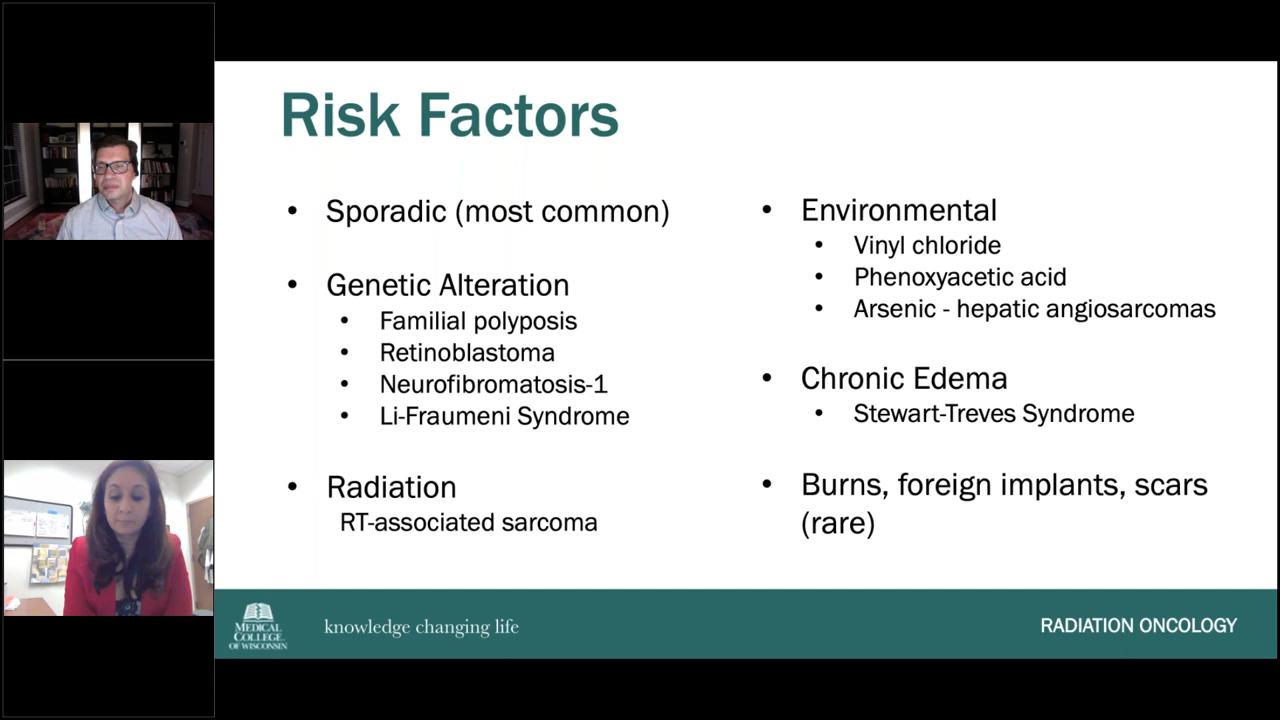 Risk Factors
• Sporadic (most common)
• Genetic Alteration
• Familial polyposis
• Retinoblastoma
• Neurofibromatosis-1
• Li-Fraumeni Syndrome
• Radiation
RT-associated sarcoma
• Environmental
• Vinyl chloride
• Phenoxyacetic acid
• Arsenic - hepatic angiosarcomas
• Chronic Edema
• Stewart-Treves Syndrome
• Burns, foreign implants, scars
(rare)
MEDICAL
COLLEGE
OF WISCONSIN
knowledge changing life
RADIATION ONCOLOGY